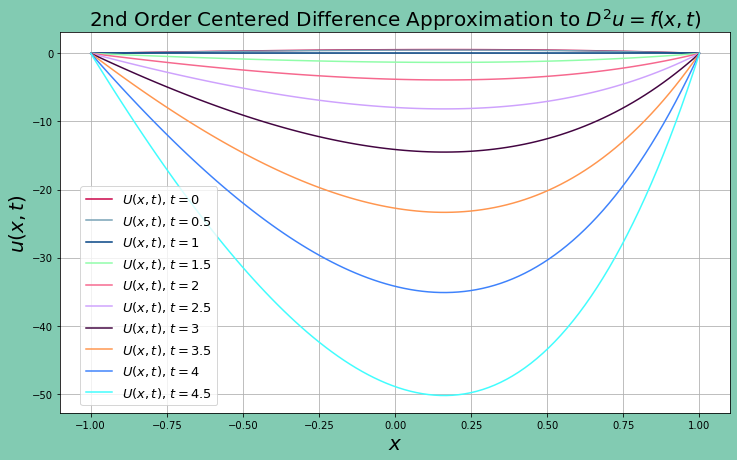 2nd Order Centered Difference Approximation to D²u = f(x, t)
u(x, t)
0
−10
−20
−30
−40
−50
U(x, t), t = 0
U(x, t), t = 0.5
U(x, t), t = 1
U(x, t), t = 1.5
U(x, t), t = 2
U(x, t), t = 2.5
U(x, t), t = 3
U(x, t), t = 3.5
U(x, t), t = 4
U(x, t), t = 4.5
−1.00 −0.75 −0.50 −0.25 0.00 0.25 0.50 0.75 1.00
x